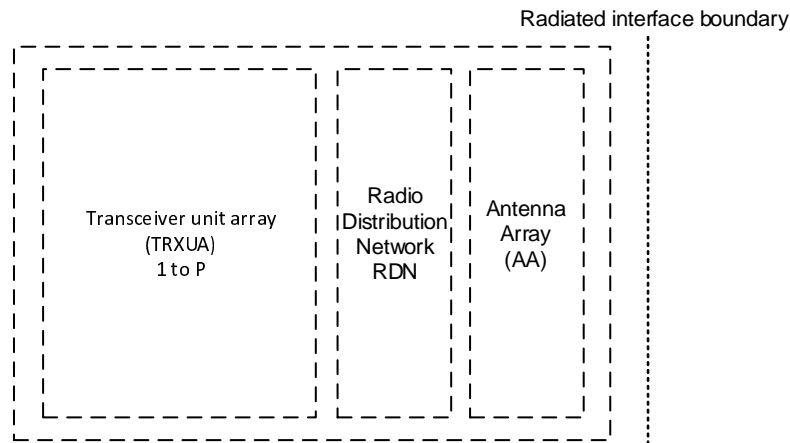 Radiated interface boundary
Transceiver unit array
(TRXUA)
1 to P
Radio
Distribution
Network
RDN
Antenna
Array
(AA)